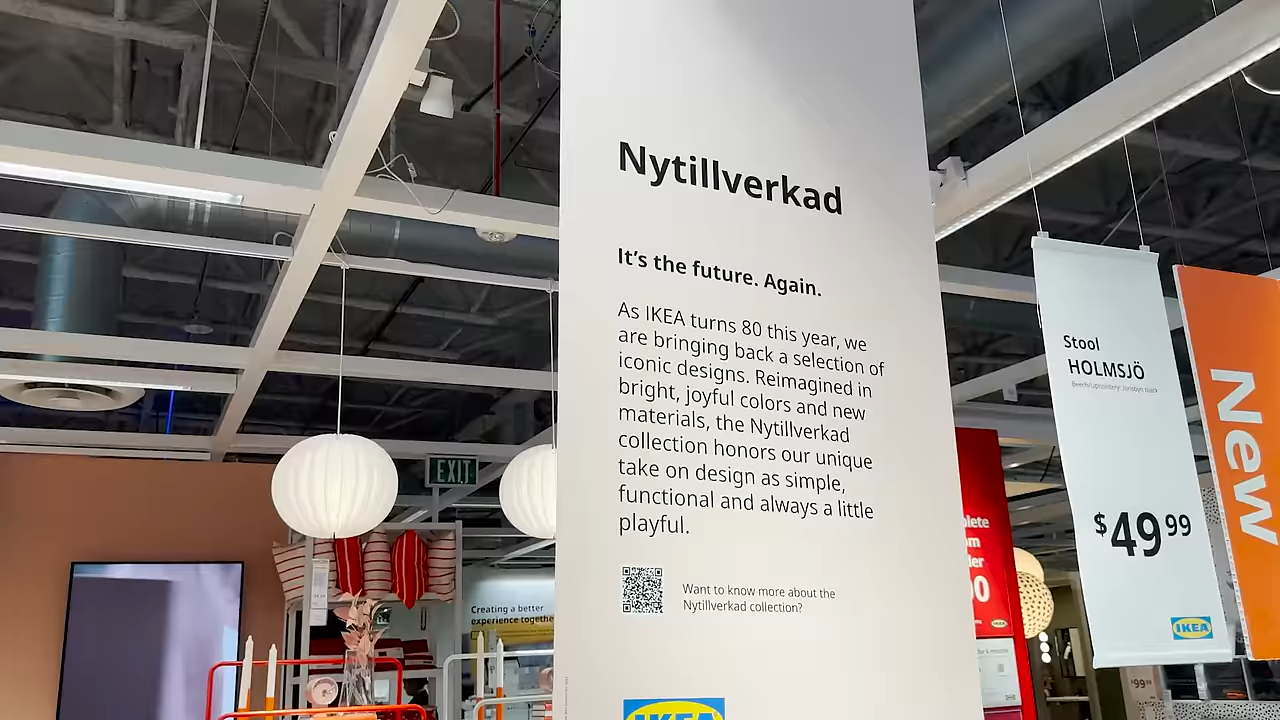 Nytillverkad
It's the future. Again.
As IKEA turns 80 this year, we
are bringing back a selection of
iconic designs. Reimagined in
bright, joyful colors and new
materials, the Nytillverkad
collection honors our unique
take on design as simple,
functional and always a little
playful.
Want to know more about the
Nytillverkad collection?
IKEA
EXIT
Creating a better
experience togethe
Stool
HOLMSJÖ
$49 99
IKEA
New